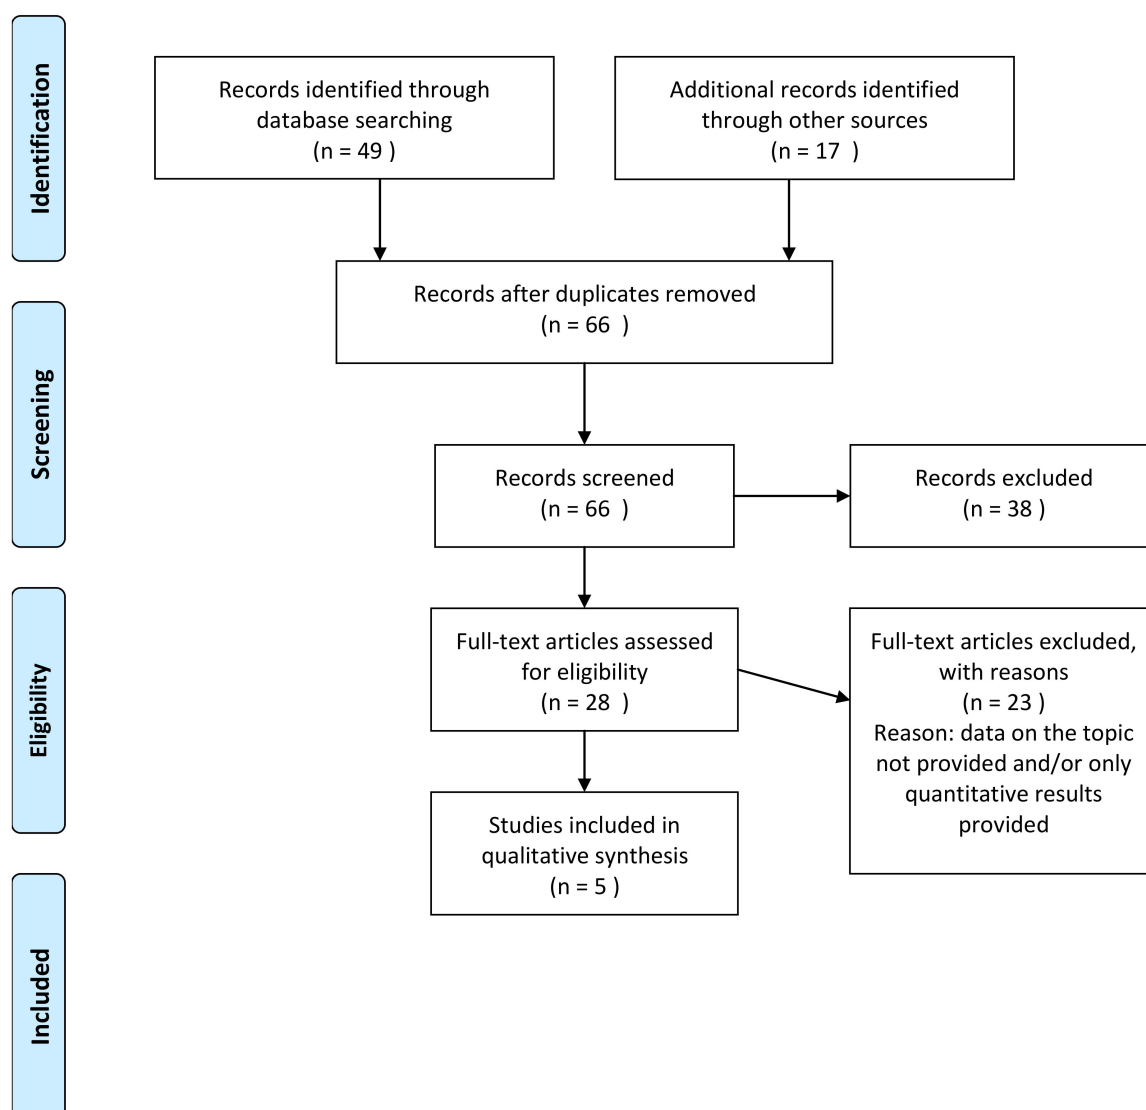 Identification
Records identified through
database searching
(n = 49 )
Additional records identified
through other sources
(n = 17  )
Records after duplicates removed
(n = 66  )
Screening
Records screened
(n = 66  )
Records excluded
(n = 38 )
Eligibility
Full-text articles assessed
for eligibility
(n = 28  )
Full-text articles excluded,
with reasons
(n = 23 )
Reason: data on the topic
not provided and/or only
quantitative results
provided
Studies included in
qualitative synthesis
(n = 5 )
Included